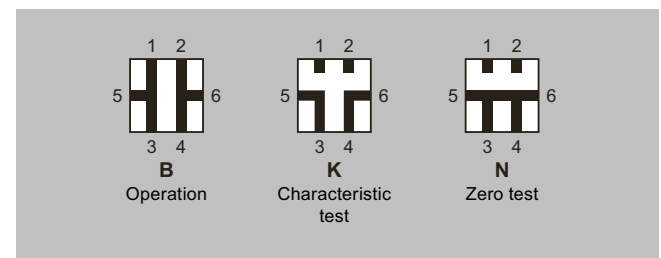 1 2 1 2 1 2
5 6 5 6 5 6
3 4 3 4 3 4
B K N
Operation Characteristic Zero test
test